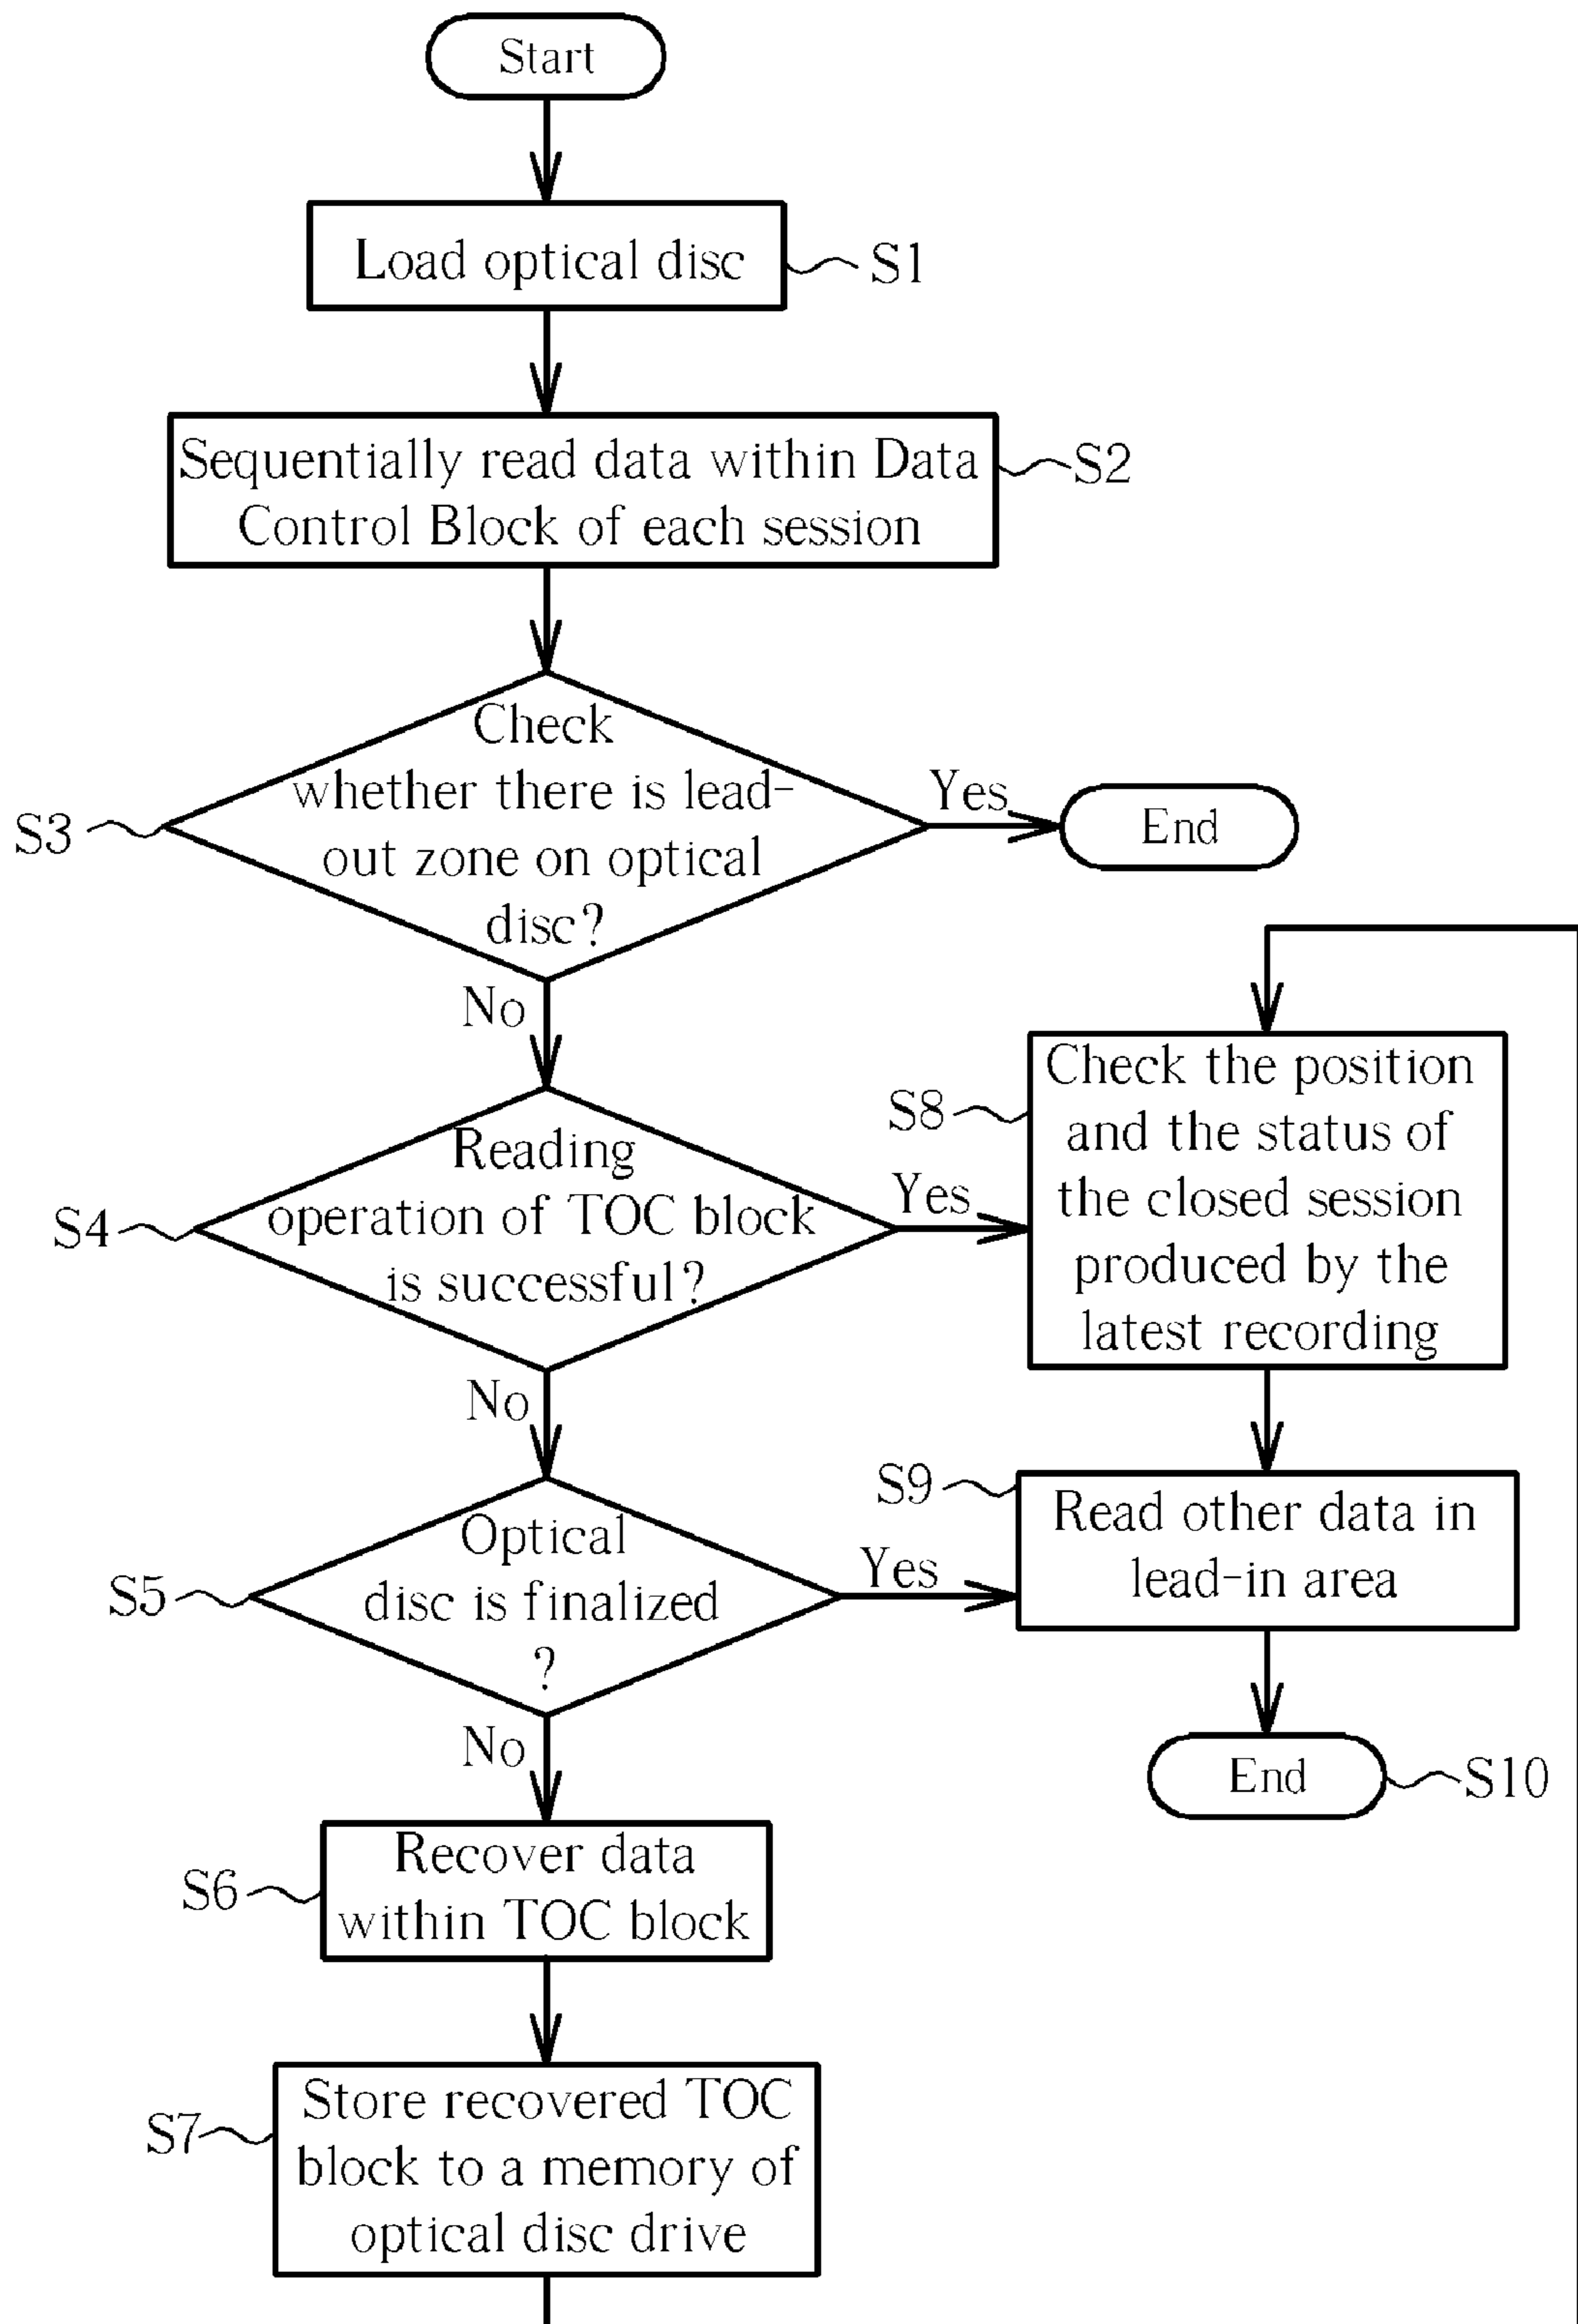 Start
Load optical disc
S1
Sequentially read data within Data
Control Block of each session
S2
Check
whether there is lead-
out zone on optical
disc?
S3
Yes
End
No
Reading
operation of TOC block
is successful?
S4
Yes
S8
Check the position
and the status of
the closed session
produced by the
latest recording
No
Optical
disc is finalized
?
S5
Yes
S9
Read other data in
lead-in area
No
End
S10
Recover data
within TOC block
S6
Store recovered TOC
block to a memory of
optical disc drive
S7